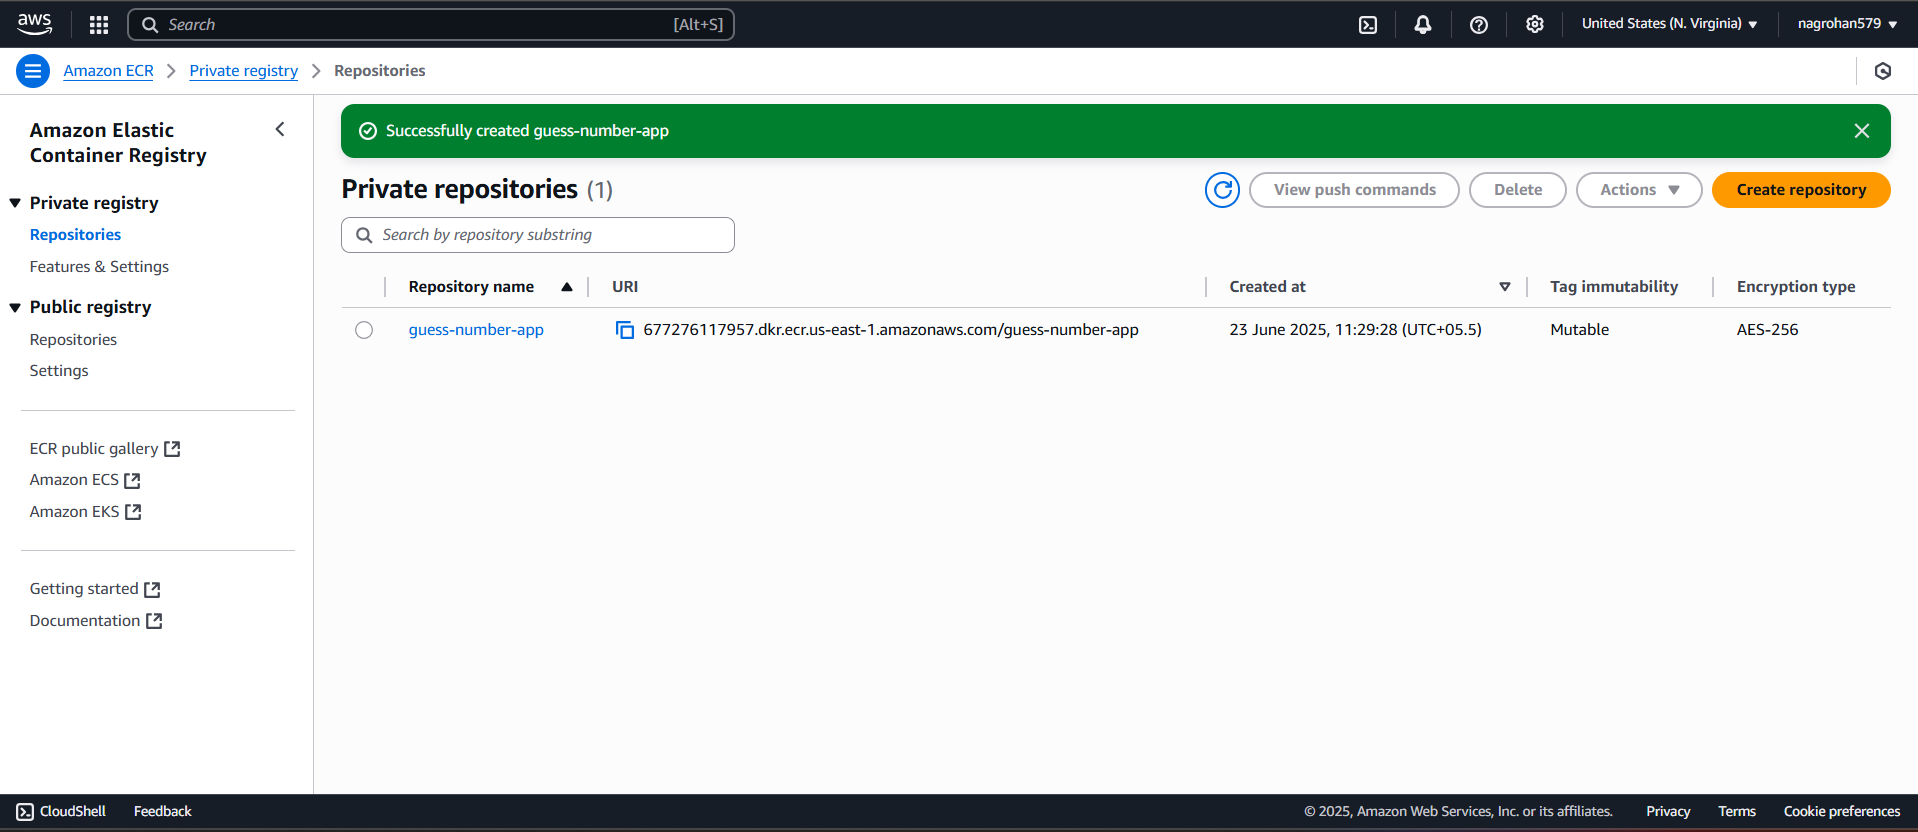 aws
Search [Alt+S]
United States (N. Virginia)
nagrohan579
Amazon ECR
Private registry
Repositories
Amazon Elastic
Container Registry
Private registry
Repositories
Features & Settings
Public registry
Repositories
Settings
ECR public gallery
Amazon ECS
Amazon EKS
Getting started
Documentation
Successfully created guess-number-app
Private repositories (1)
View push commands
Delete
Actions
Create repository
Search by repository substring
Repository name URI Created at Tag immutability Encryption type
guess-number-app 677276117957.dkr.ecr.us-east-1.amazonaws.com/guess-number-app 23 June 2025, 11:29:28 (UTC+05.5) Mutable AES-256
CloudShell Feedback © 2025, Amazon Web Services, Inc. or its affiliates. Privacy Terms Cookie preferences